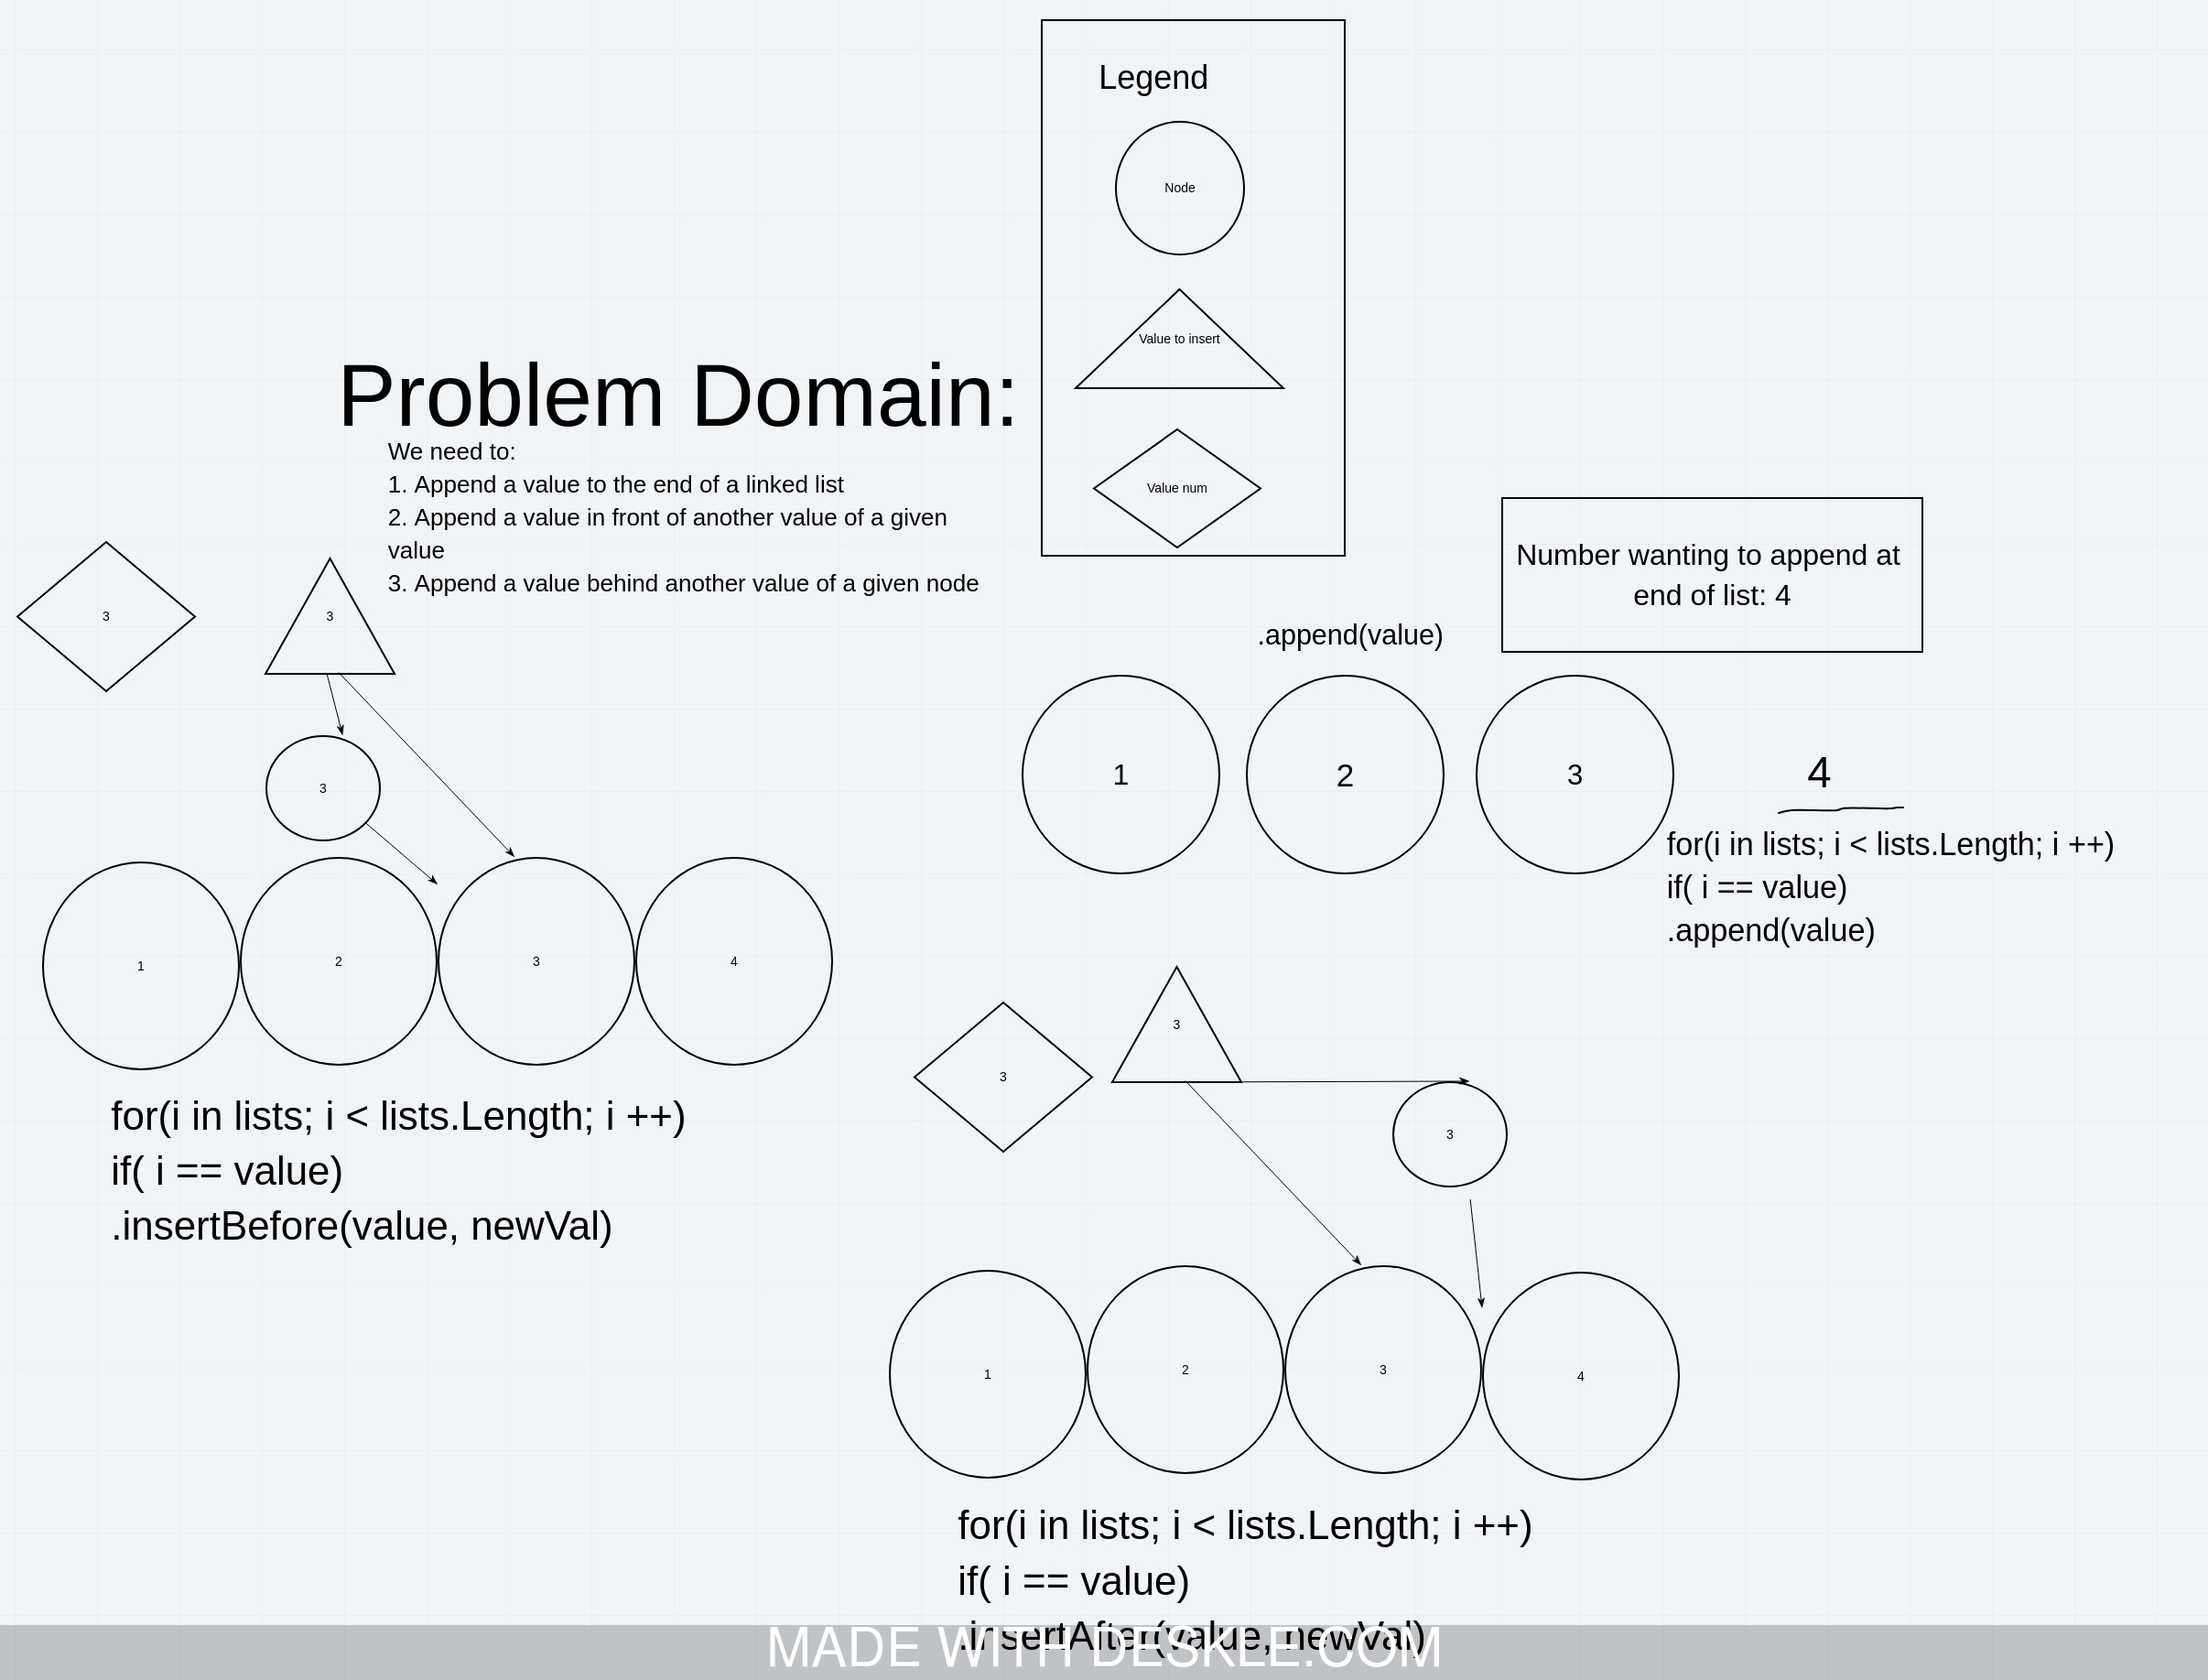 Legend
Node
Value to insert
Value num
Problem Domain:
We need to:
1. Append a value to the end of a linked list
2. Append a value in front of another value of a given
value
3. Append a value behind another value of a given node
3
3
3
1
2
3
4
for(i in lists; i < lists.Length; i ++)
if( i == value)
.insertBefore(value, newVal)
Number wanting to append at
end of list: 4
.append(value)
1
2
3
4
for(i in lists; i < lists.Length; i ++)
if( i == value)
.append(value)
3
3
3
1
2
3
4
for(i in lists; i < lists.Length; i ++)
if( i == value)
.insertAfter(value, newVal)
MADE WITH DESKLE.COM